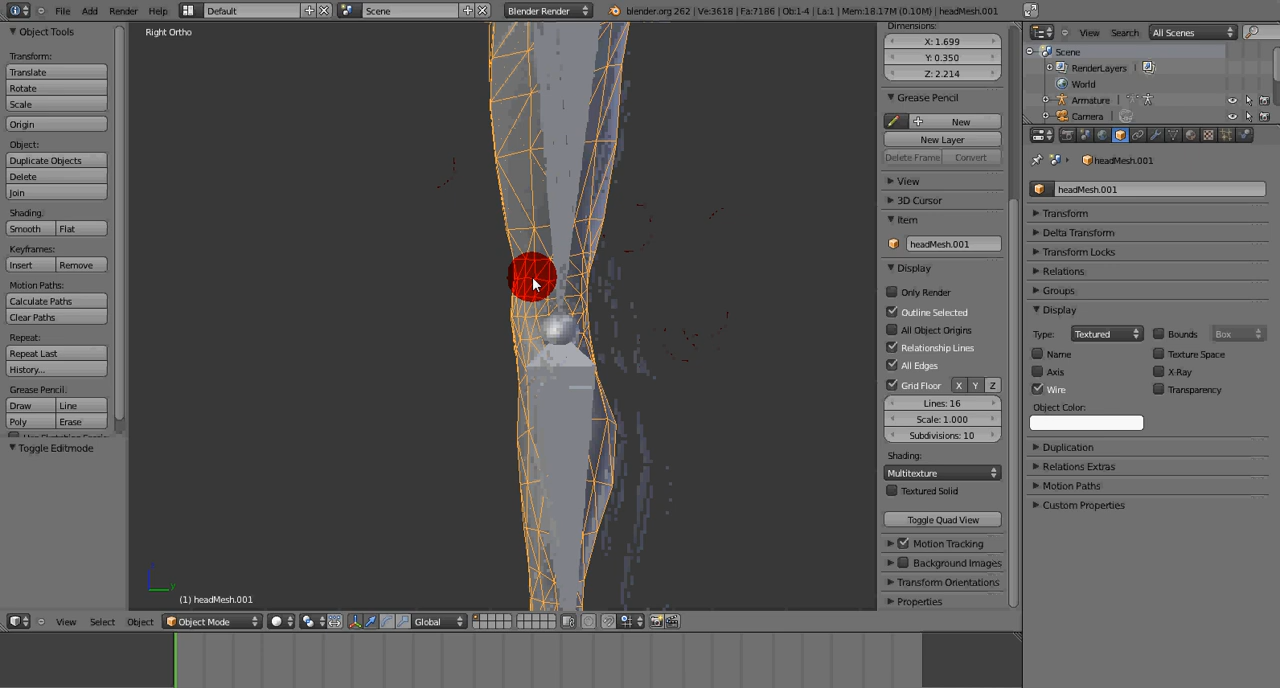 File Add Render Help Default Scene Blender Render blender.org 262 | Ve:3618 | Fa:7186 | Ob:1-4 | La:1 | Mem:18.17M (0.10M) | headMesh.001
Object Tools
Transform:
Translate
Rotate
Scale
Origin
Object:
Duplicate Objects
Delete
Join
Shading:
Smooth Flat
Keyframes:
Insert Remove
Motion Paths:
Calculate Paths
Clear Paths
Repeat:
Repeat Last
History...
Grease Pencil:
Draw Line
Poly Erase
Toggle Editmode
Right Ortho
(1) headMesh.001
y
View Select Object Object Mode Global
Dimensions:
X: 1.699
Y: 0.350
Z: 2.214
Grease Pencil
New
New Layer
Delete Frame Convert
View
3D Cursor
Item
headMesh.001
Display
Only Render
Outline Selected
All Object Origins
Relationship Lines
All Edges
Grid Floor X Y Z
Lines: 16
Scale: 1.000
Subdivisions: 10
Shading:
Multitexture
Textured Solid
Toggle Quad View
Motion Tracking
Background Images
Transform Orientations
Properties
View Search All Scenes
Scene
RenderLayers
World
Armature
Camera
headMesh.001
headMesh.001
Transform
Delta Transform
Transform Locks
Relations
Groups
Display
Type: Textured Bounds Box
Name Texture Space
Axis X-Ray
Wire Transparency
Object Color:
Duplication
Relations Extras
Motion Paths
Custom Properties